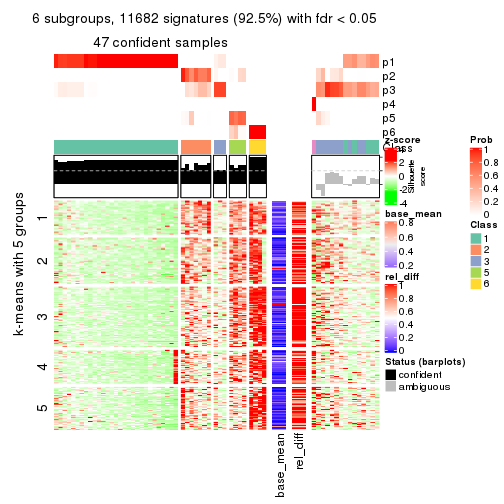 6 subgroups, 11682 signatures (92.5%) with fdr < 0.05
47 confident samples
p1
p2
p3
p4
p5
p6
Class
Silhouette
score
k-means with 5 groups
1
2
3
4
5
base_mean
rel_diff
z-score
4
2
0
-2
-4
base_mean
0.8
0.6
0.4
0.2
rel_diff
1
0.8
0.6
0.4
0.2
0
Status (barplots)
confident
ambiguous
Prob
1
0.8
0.6
0.4
0.2
0
Class
1
2
3
5
6